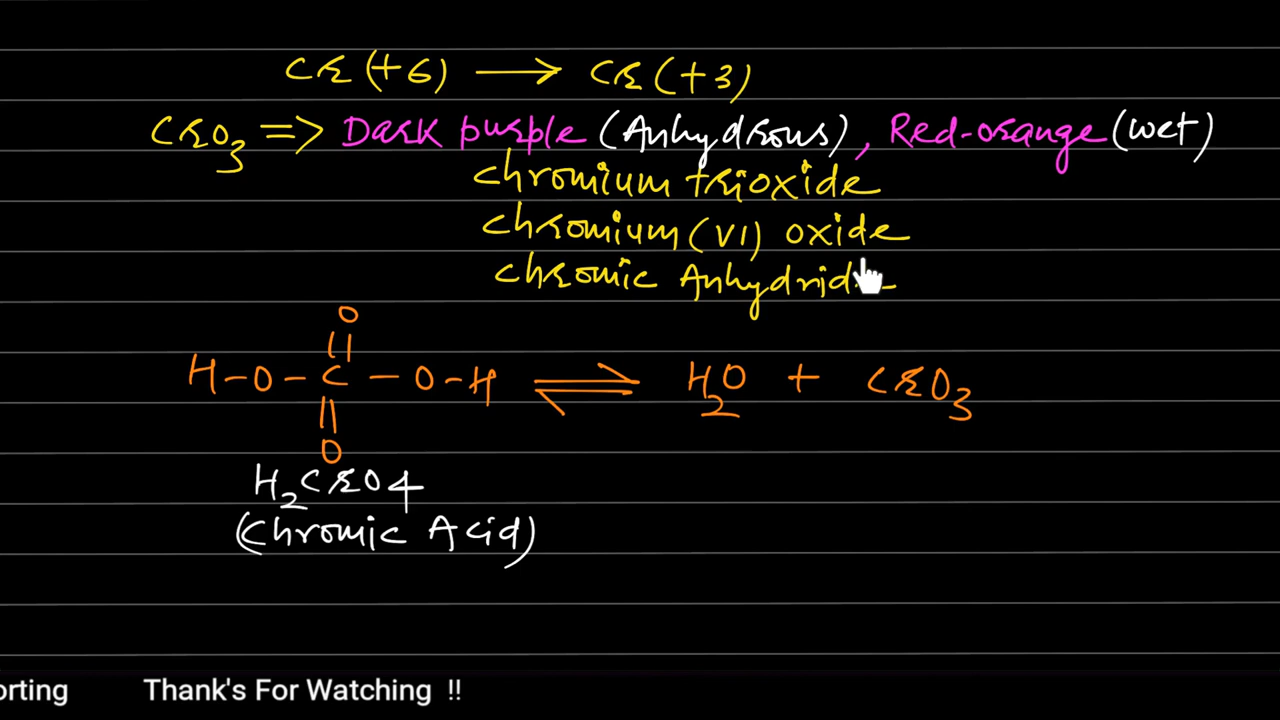 Cr(+6) ⟶ Cr(+3)
CrO3 => Dark purple (Anhydrous), Red-orange (wet)
chromium trioxide
chromium (VI) oxide
chromic Anhydride
O
||
H-O-C-O-H ⇌ H2O + CrO3
||
O
H2CrO4
(Chromic Acid)
orting Thank's For Watching !!